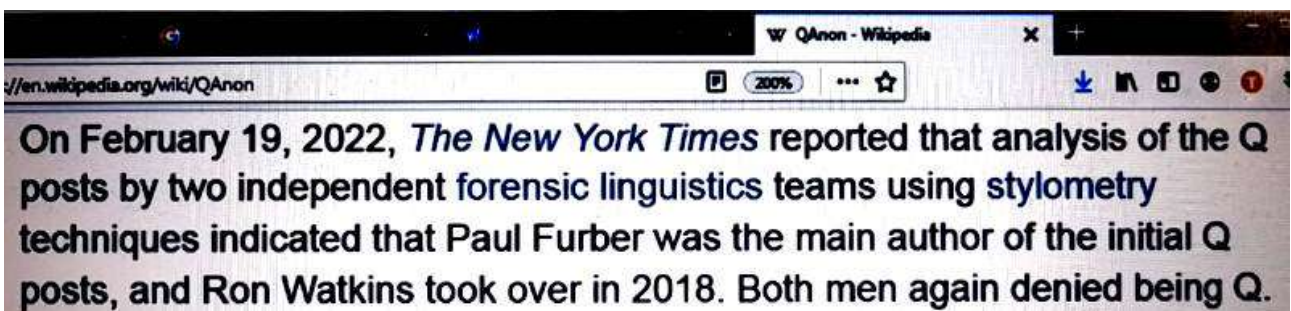 QAnon - Wikipedia
://en.wikipedia.org/wiki/QAnon
200%
On February 19, 2022, The New York Times reported that analysis of the Q
posts by two independent forensic linguistics teams using stylometry
techniques indicated that Paul Furber was the main author of the initial Q
posts, and Ron Watkins took over in 2018. Both men again denied being Q.